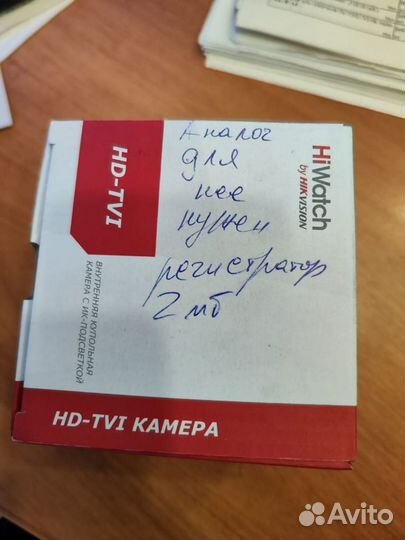 Аналог
для
нее
нужен
регистратор
2 мб
HiWatch
by HIKVISION
HD-TVI
ВНУТРЕННЯЯ КУПОЛЬНАЯ
КАМЕРА С ИК-ПОДСВЕТКОЙ
HD-TVI КАМЕРА
Avito